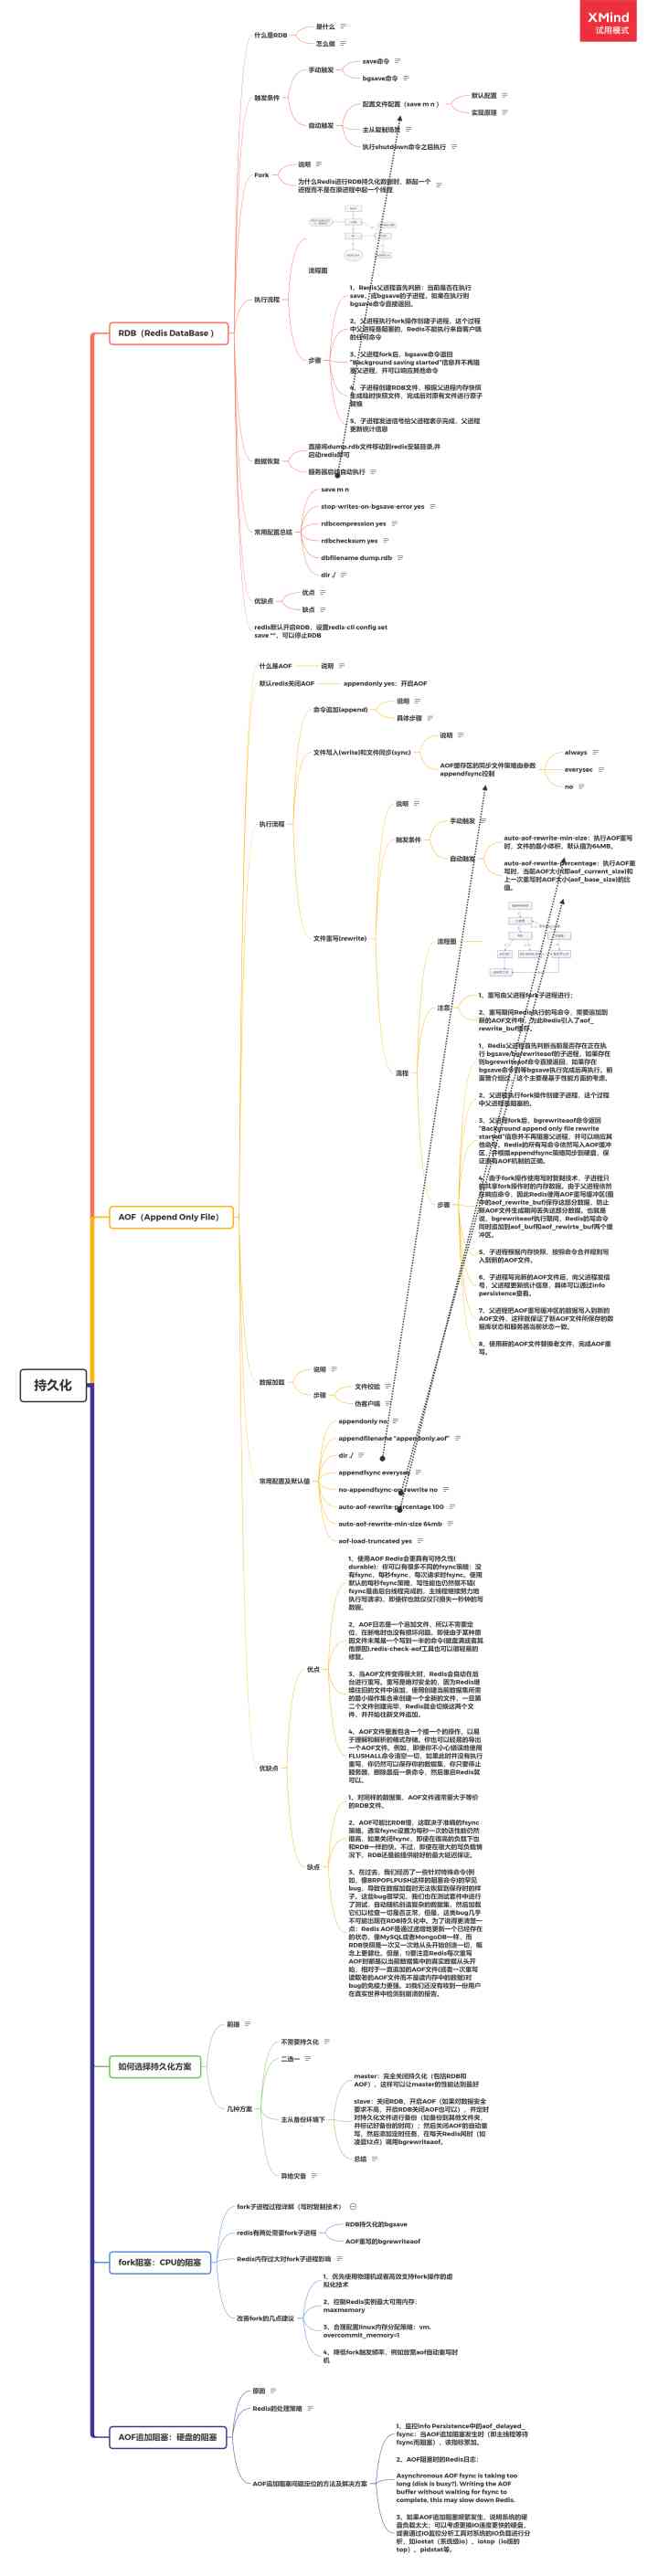 XMind
试用模式
持久化
RDB（Redis DataBase ）
什么是RDB
是什么
怎么做
触发条件
手动触发
save命令
bgsave命令
自动触发
配置文件配置（save m n ）
默认配置
实现原理
主从复制场景
执行shutdown命令之后执行
Fork
说明
为什么Redis进行RDB持久化数据时，新起一个
进程而不是在原进程中起一个线程
执行流程
流程图
步骤
1、Redis父进程首先判断：当前是否在执行
save，或bgsave的子进程，如果在执行则
bgsave命令直接返回。
2、父进程执行fork操作创建子进程，这个过程
中父进程是阻塞的，Redis不能执行来自客户端
的任何命令
3、父进程fork后，bgsave命令返回
“Background saving started”信息并不再阻
塞父进程，并可以响应其他命令
4、子进程创建RDB文件，根据父进程内存快照
生成临时快照文件，完成后对原有文件进行原子
替换
5、子进程发送信号给父进程表示完成，父进程
更新统计信息
数据恢复
直接将dump.rdb文件移动到redis安装目录,并
启动redis即可
服务器启动自动执行
常用配置总结
save m n
stop-writes-on-bgsave-error yes
rdbcompression yes
rdbchecksum yes
dbfilename dump.rdb
dir ./
优缺点
优点
缺点
redis默认开启RDB，设置redis-cli config set
save ""，可以停止RDB
AOF（Append Only File）
什么是AOF
说明
默认redis关闭AOF
appendonly yes：开启AOF
执行流程
命令追加(append)
说明
具体步骤
文件写入(write)和文件同步(sync)
说明
AOF缓存区的同步文件策略由参数
appendfsync控制
always
everysec
no
文件重写(rewrite)
说明
触发条件
手动触发
自动触发
auto-aof-rewrite-min-size：执行AOF重写
时，文件的最小体积，默认值为64MB。
auto-aof-rewrite-percentage：执行AOF重
写时，当前AOF大小(即aof_current_size)和
上一次重写时AOF大小(aof_base_size)的比
值。
流程
流程图
注意
1、重写由父进程fork子进程进行；
2、重写期间Redis执行的写命令，需要追加到
新的AOF文件中，为此Redis引入了aof_
rewrite_buf缓存。
步骤
1、Redis父进程首先判断当前是否存在正在执
行 bgsave/bgrewriteaof的子进程，如果存在
则bgrewriteaof命令直接返回，如果存在
bgsave命令则等bgsave执行完成后再执行。前
面曾介绍过，这个主要是基于性能方面的考虑。
2、父进程执行fork操作创建子进程，这个过程
中父进程是阻塞的。
3、父进程fork后，bgrewriteaof命令返回
“Background append only file rewrite
started”信息并不再阻塞父进程，并可以响应其
他命令。Redis的所有写命令依然写入AOF缓冲
区，并根据appendfsync策略同步到硬盘，保
证原有AOF机制的正确。
4、由于fork操作使用写时复制技术，子进程只
能共享fork操作时的内存数据。由于父进程依然
在响应命令，因此Redis使用AOF重写缓冲区(图
中的aof_rewrite_buf)保存这部分数据，防止
新AOF文件生成期间丢失这部分数据。也就是
说，bgrewriteaof执行期间，Redis的写命令
同时追加到aof_buf和aof_rewirte_buf两个缓
冲区。
5、子进程根据内存快照，按照命令合并规则写
入到新的AOF文件。
6、子进程写完新的AOF文件后，向父进程发信
号，父进程更新统计信息，具体可以通过info
persistence查看。
7、父进程把AOF重写缓冲区的数据写入到新的
AOF文件，这样就保证了新AOF文件所保存的数
据库状态和服务器当前状态一致。
8、使用新的AOF文件替换老文件，完成AOF重
写。
数据加载
说明
步骤
文件校验
伪客户端
常用配置及默认值
appendonly no
appendfilename "appendonly.aof"
dir ./
appendfsync everysec
no-appendfsync-on-rewrite no
auto-aof-rewrite-percentage 100
auto-aof-rewrite-min-size 64mb
aof-load-truncated yes
优缺点
优点
1、使用AOF Redis会更具有可持久性(
durable)：你可以有很多不同的fsync策略：没
有fsync，每秒fsync，每次请求时fsync。使用
默认的每秒fsync策略，写性能也仍然很不错(
fsync是由后台线程完成的，主线程继续努力地
执行写请求)，即便你也就仅仅只损失一秒钟的写
数据。
2、AOF日志是一个追加文件，所以不需要定
位，在断电时也没有损坏问题。即使由于某种原
因文件末尾是一个写到一半的命令(磁盘满或者其
他原因),redis-check-aof工具也可以很轻易的
修复。
3、当AOF文件变得很大时，Redis会自动在后
台进行重写。重写是绝对安全的，因为Redis继
续往旧的文件中追加，使用创建当前数据集所需
的最小操作集合来创建一个全新的文件，一旦第
二个文件创建完毕，Redis就会切换这两个文
件，并开始往新文件追加。
4、AOF文件里面包含一个接一个的操作，以易
于理解和解析的格式存储。你也可以轻易的导出
一个AOF文件。例如，即使你不小心错误地使用
FLUSHALL命令清空一切，如果此时并没有执行
重写，你仍然可以保存你的数据集，你只要停止
服务器，删除最后一条命令，然后重启Redis就
可以。
缺点
1、对同样的数据集，AOF文件通常要大于等价
的RDB文件。
2、AOF可能比RDB慢，这取决于准确的fsync
策略。通常fsync设置为每秒一次的话性能仍然
很高，如果关闭fsync，即使在很高的负载下也
和RDB一样的快。不过，即使在很大的写负载情
况下，RDB还是能提供能好的最大延迟保证。
3、在过去，我们经历了一些针对特殊命令(例
如，像BRPOPLPUSH这样的阻塞命令)的罕见
bug，导致在数据加载时无法恢复到保存时的样
子。这些bug很罕见，我们也在测试套件中进行
了测试，自动随机创造复杂的数据集，然后加载
它们以检查一切是否正常，但是，这类bug几乎
不可能出现在RDB持久化中。为了说得更清楚一
点：Redis AOF是通过递增地更新一个已经存在
的状态，像MySQL或者MongoDB一样，而
RDB快照是一次又一次地从头开始创造一切，概
念上更健壮。但是，1)要注意Redis每次重写
AOF时都是以当前数据集中的真实数据从头开
始，相对于一直追加的AOF文件(或者一次重写
读取老的AOF文件而不是读内存中的数据)对
bug的免疫力更强。2)我们还没有收到一份用户
在真实世界中检测到崩溃的报告。
如何选择持久化方案
前提
几种方案
不需要持久化
二选一
主从备份环境下
master：完全关闭持久化（包括RDB和
AOF），这样可以让master的性能达到最好
slave：关闭RDB，开启AOF（如果对数据安全
要求不高，开启RDB关闭AOF也可以），并定时
对持久化文件进行备份（如备份到其他文件夹，
并标记好备份的时间）；然后关闭AOF的自动重
写，然后添加定时任务，在每天Redis闲时（如
凌晨12点）调用bgrewriteaof。
总结
异地灾备
fork阻塞：CPU的阻塞
fork子进程过程详解（写时复制技术）
redis有两处需要fork子进程
RDB持久化的bgsave
AOF重写的bgrewriteaof
Redis内存过大对fork子进程影响
改善fork的几点建议
1、优先使用物理机或者高效支持fork操作的虚
拟化技术
2、控制Redis实例最大可用内存：
maxmemory
3、合理配置linux内存分配策略：vm.
overcommit_memory=1
4、降低fork触发频率，例如放宽aof自动重写时
机
AOF追加阻塞：硬盘的阻塞
原因
Redis的处理策略
AOF追加阻塞问题定位的方法及解决方案
1、监控info Persistence中的aof_delayed_
fsync：当AOF追加阻塞发生时（即主线程等待
fsync而阻塞），该指标累加。
2、AOF阻塞时的Redis日志：
Asynchronous AOF fsync is taking too
long (disk is busy?). Writing the AOF
buffer without waiting for fsync to
complete, this may slow down Redis.
3、如果AOF追加阻塞频繁发生，说明系统的硬
盘负载太大；可以考虑更换IO速度更快的硬盘，
或者通过IO监控分析工具对系统的IO负载进行分
析，如iostat（系统级io）、iotop（io版的
top）、pidstat等。